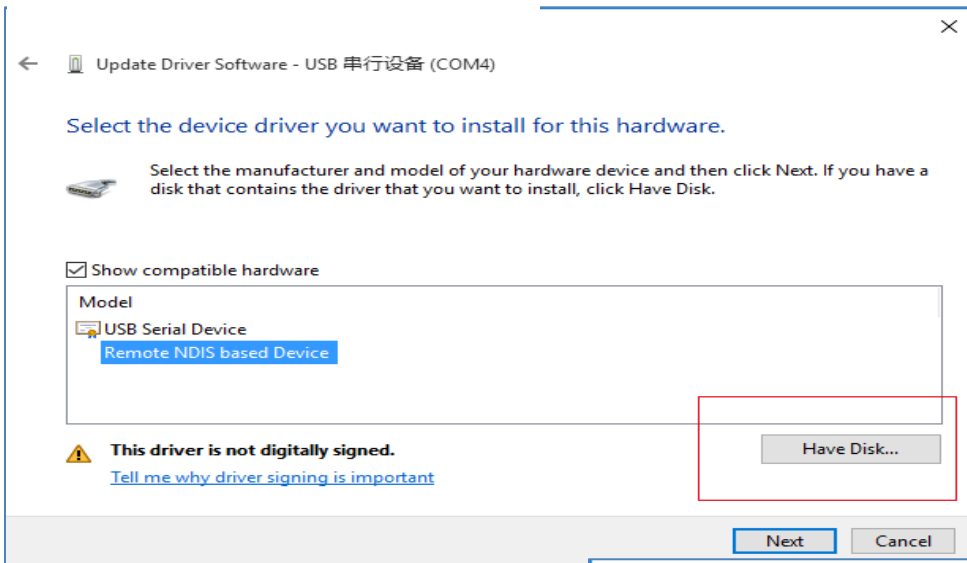 Update Driver Software - USB 串行设备 (COM4)
Select the device driver you want to install for this hardware.
Select the manufacturer and model of your hardware device and then click Next. If you have a
disk that contains the driver that you want to install, click Have Disk.
Show compatible hardware
Model
USB Serial Device
Remote NDIS based Device
This driver is not digitally signed.
Have Disk...
Tell me why driver signing is important
Next
Cancel